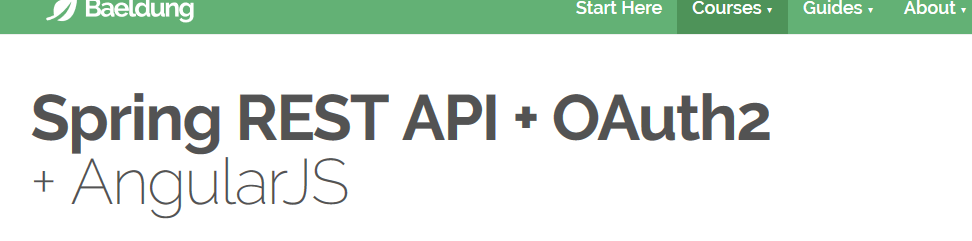 Baeldung
Start Here Courses ▾ Guides ▾ About ▾
Spring REST API + OAuth2
+ AngularJS